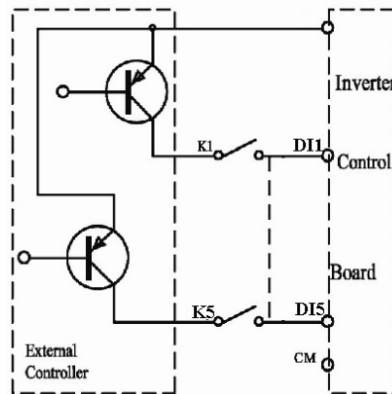 Inverter
K1
DI1
Control
Board
K5
DI5
External
Controller
CM